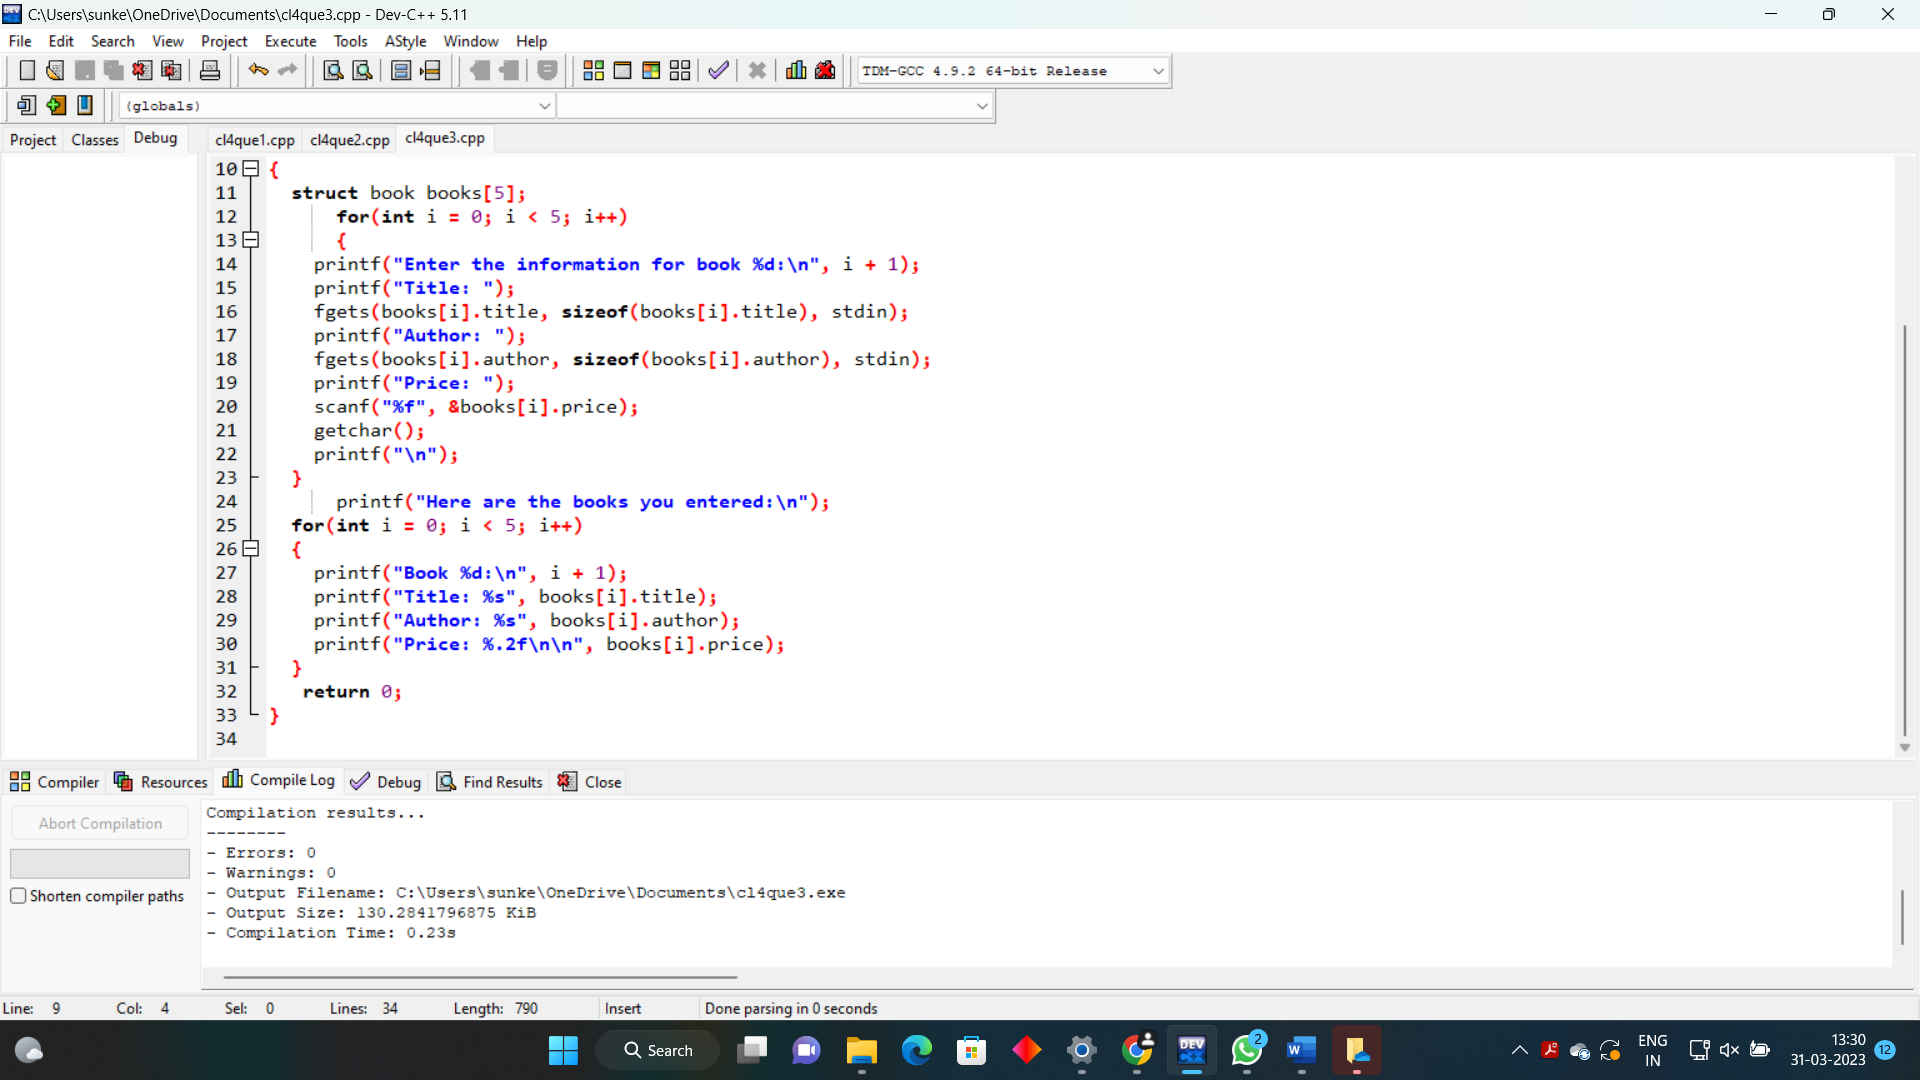 C:\Users\sunke\OneDrive\Documents\cl4que3.cpp - Dev-C++ 5.11
File Edit Search View Project Execute Tools AStyle Window Help
TDM-GCC 4.9.2 64-bit Release
(globals)
Project Classes Debug cl4que1.cpp cl4que2.cpp cl4que3.cpp
10 {
11 struct book books[5];
12 for(int i = 0; i < 5; i++)
13 {
14 printf("Enter the information for book %d:\n", i + 1);
15 printf("Title: ");
16 fgets(books[i].title, sizeof(books[i].title), stdin);
17 printf("Author: ");
18 fgets(books[i].author, sizeof(books[i].author), stdin);
19 printf("Price: ");
20 scanf("%f", &books[i].price);
21 getchar();
22 printf("\n");
23 }
24 printf("Here are the books you entered:\n");
25 for(int i = 0; i < 5; i++)
26 {
27 printf("Book %d:\n", i + 1);
28 printf("Title: %s", books[i].title);
29 printf("Author: %s", books[i].author);
30 printf("Price: %.2f\n\n", books[i].price);
31 }
32 return 0;
33 }
34
Compiler Resources Compile Log Debug Find Results Close
Abort Compilation
Shorten compiler paths
Compilation results...
--------
- Errors: 0
- Warnings: 0
- Output Filename: C:\Users\sunke\OneDrive\Documents\cl4que3.exe
- Output Size: 130.2841796875 KiB
- Compilation Time: 0.23s
Line: 9 Col: 4 Sel: 0 Lines: 34 Length: 790 Insert Done parsing in 0 seconds
Search
DEV C++
2
W
ENG
IN
13:30
31-03-2023
12